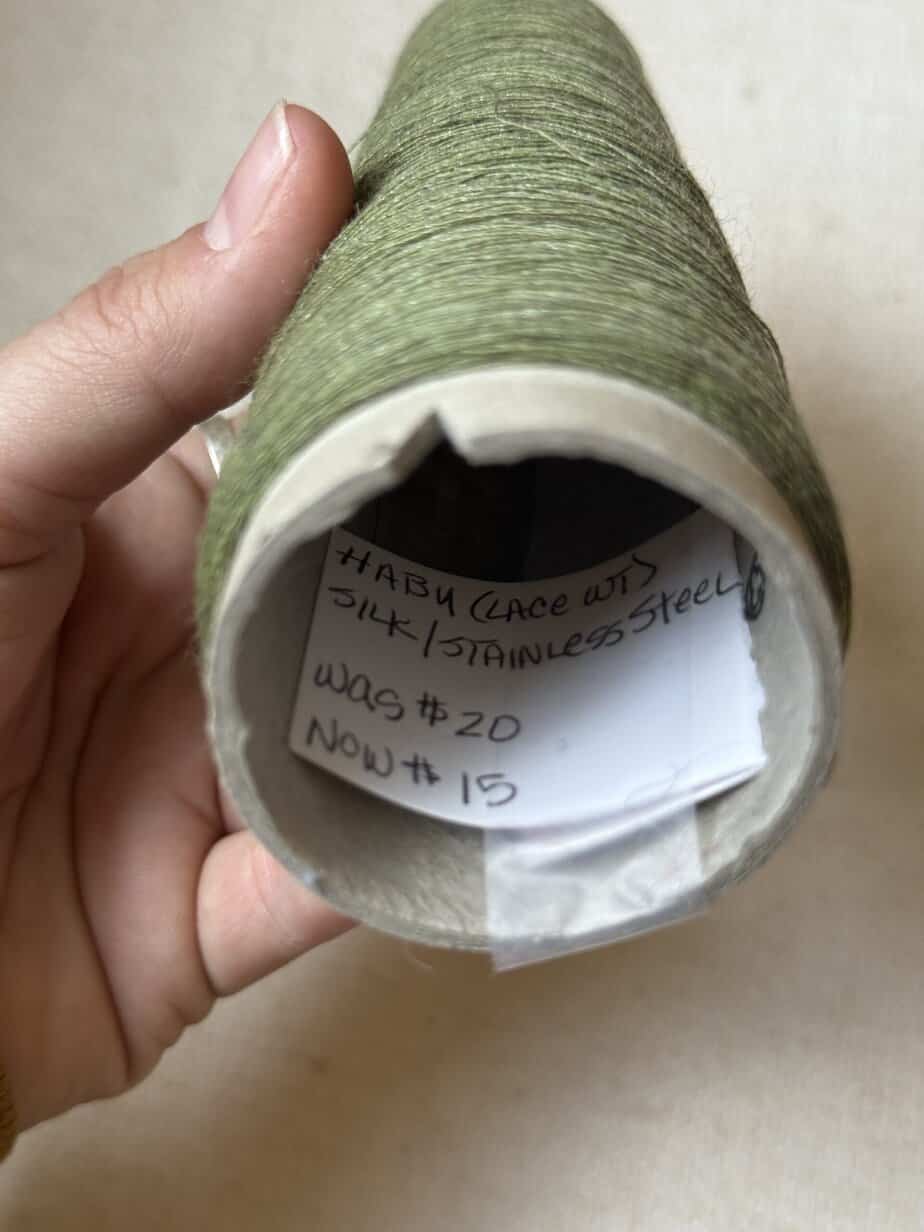 HABU (LACE WT)
SILK/STAINLESS STEEL
WAS $20
NOW $15